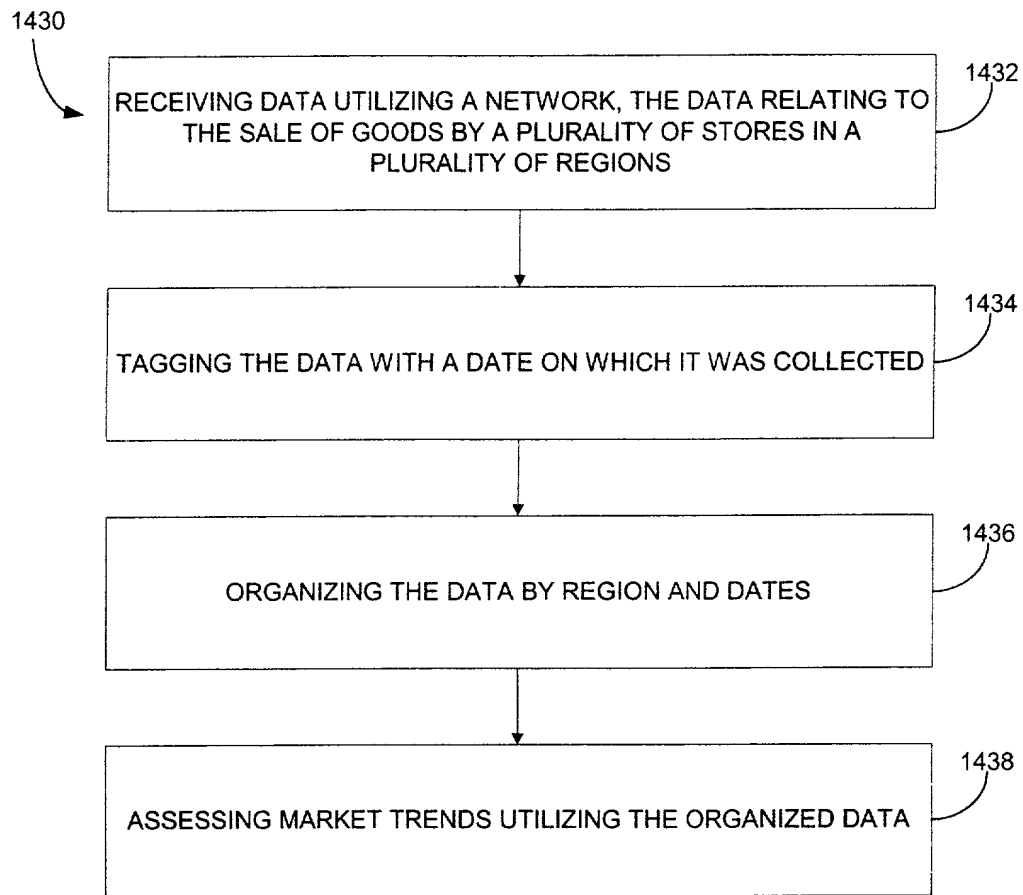 1430
1432
RECEIVING DATA UTILIZING A NETWORK, THE DATA RELATING TO
THE SALE OF GOODS BY A PLURALITY OF STORES IN A
PLURALITY OF REGIONS
1434
TAGGING THE DATA WITH A DATE ON WHICH IT WAS COLLECTED
1436
ORGANIZING THE DATA BY REGION AND DATES
1438
ASSESSING MARKET TRENDS UTILIZING THE ORGANIZED DATA